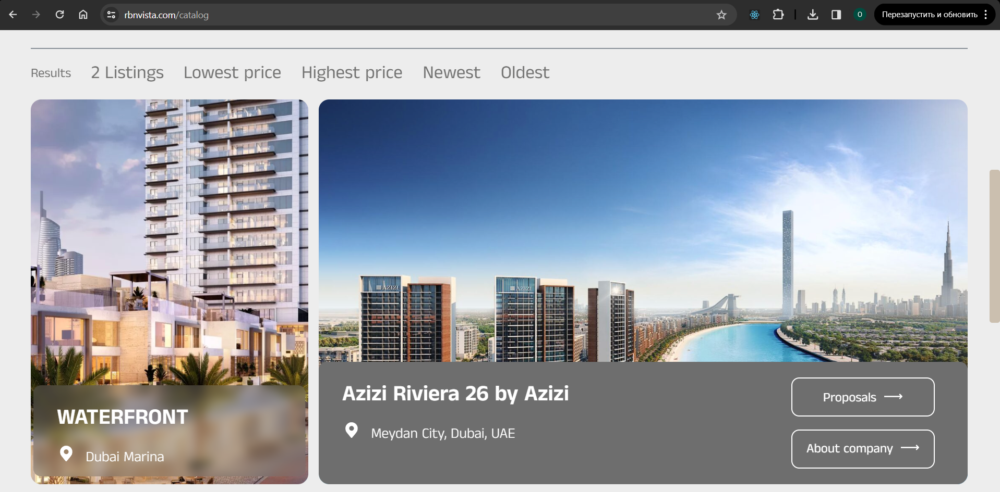 rbnvista.com/catalog
O
Перезапустить и обновить
Results 2 Listings Lowest price Highest price Newest Oldest
AZIZI
AZIZI
WATERFRONT
Dubai Marina
Azizi Riviera 26 by Azizi
Meydan City, Dubai, UAE
Proposals ⟶
About company ⟶